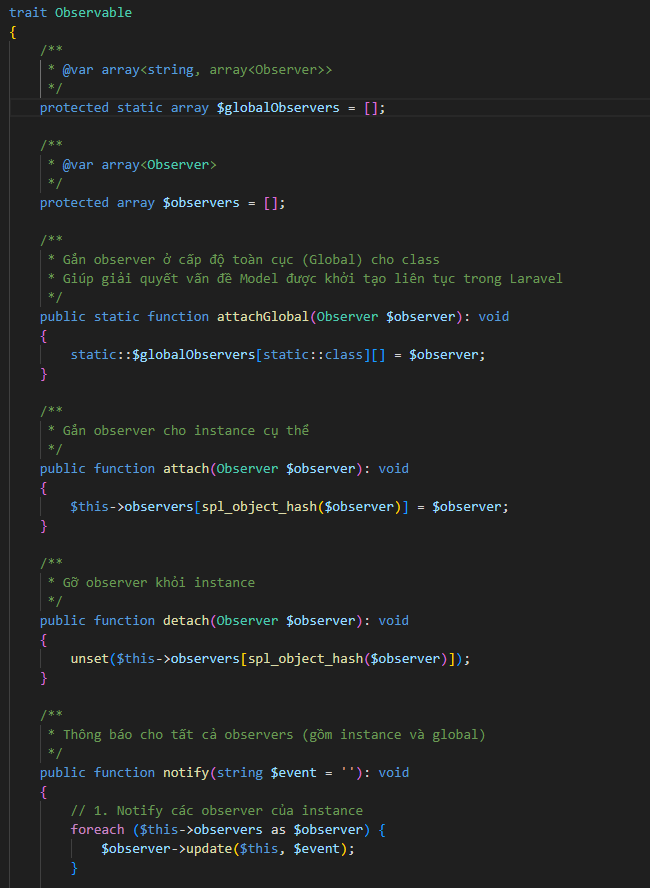 trait Observable
{
    /**
     * @var array<string, array<Observer>>
     */
    protected static array $globalObservers = [];

    /**
     * @var array<Observer>
     */
    protected array $observers = [];

    /**
     * Gắn observer ở cấp độ toàn cục (Global) cho class
     * Giúp giải quyết vấn đề Model được khởi tạo liên tục trong Laravel
     */
    public static function attachGlobal(Observer $observer): void
    {
        static::$globalObservers[static::class][] = $observer;
    }

    /**
     * Gắn observer cho instance cụ thể
     */
    public function attach(Observer $observer): void
    {
        $this->observers[spl_object_hash($observer)] = $observer;
    }

    /**
     * Gỡ observer khỏi instance
     */
    public function detach(Observer $observer): void
    {
        unset($this->observers[spl_object_hash($observer)]);
    }

    /**
     * Thông báo cho tất cả observers (gồm instance và global)
     */
    public function notify(string $event = ''): void
    {
        // 1. Notify các observer của instance
        foreach ($this->observers as $observer) {
            $observer->update($this, $event);
        }